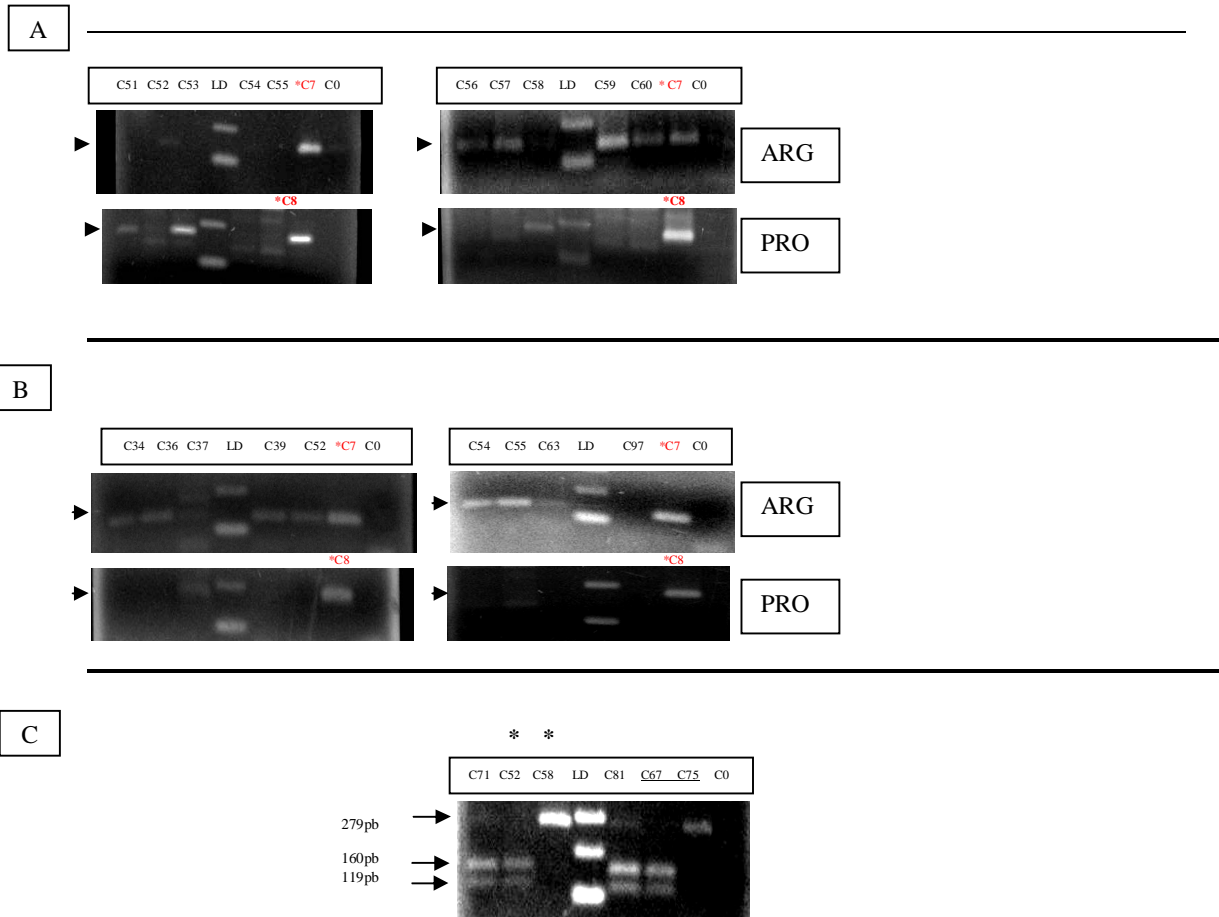 A
C51 C52 C53 LD C54 C55 *C7 C0
C56 C57 C58 LD C59 C60 * C7 C0
ARG
*C8
*C8
PRO
B
C34 C36 C37 LD C39 C52 *C7 C0
C54 C55 C63 LD C97 *C7 C0
ARG
*C8
*C8
PRO
C
* *
C71 C52 C58 LD C81 C67 C75 C0
279pb
160pb
119pb